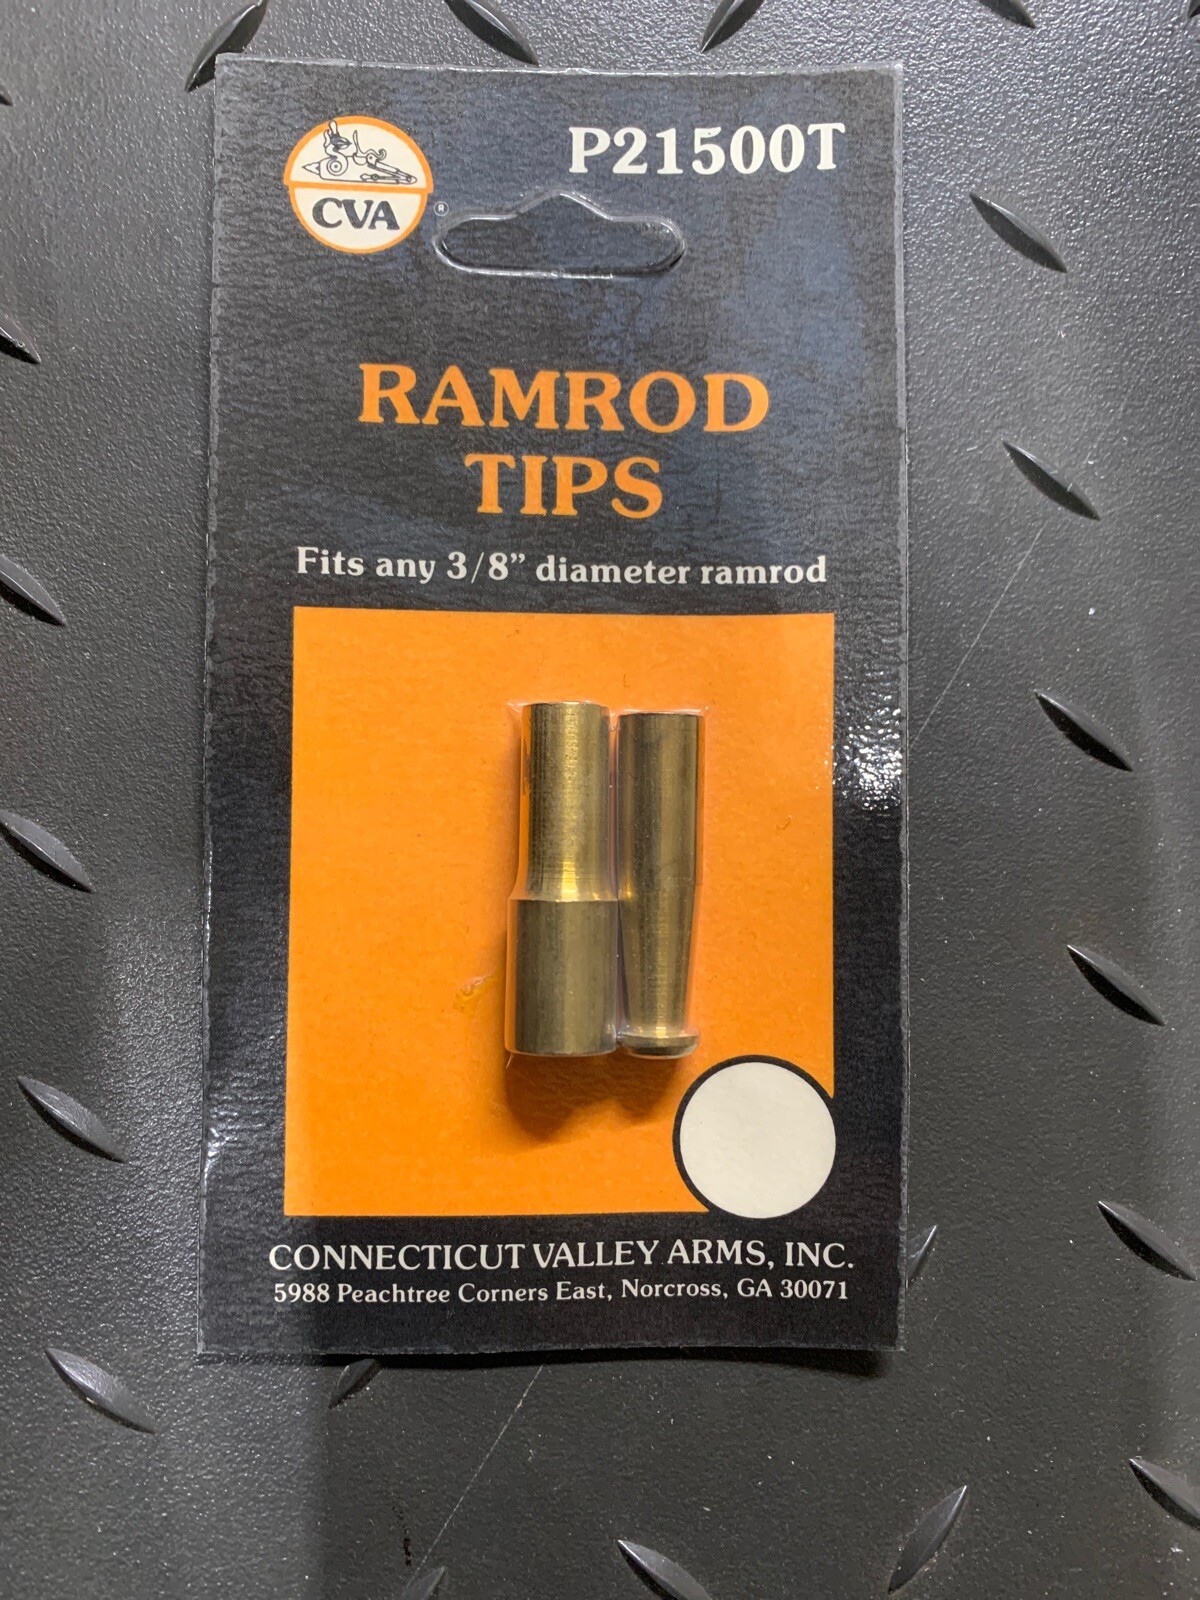 P21500T
CVA ®
RAMROD
TIPS
Fits any 3/8” diameter ramrod
CONNECTICUT VALLEY ARMS, INC.
5988 Peachtree Corners East, Norcross, GA 30071